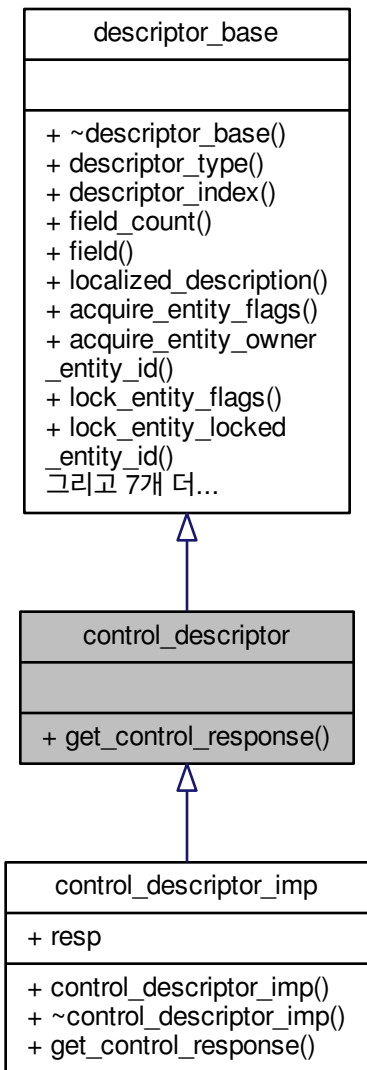 descriptor_base
+ ~descriptor_base()
+ descriptor_type()
+ descriptor_index()
+ field_count()
+ field()
+ localized_description()
+ acquire_entity_flags()
+ acquire_entity_owner
_entity_id()
+ lock_entity_flags()
+ lock_entity_locked
_entity_id()
그리고 7개 더...
control_descriptor
+ get_control_response()
control_descriptor_imp
+ resp
+ control_descriptor_imp()
+ ~control_descriptor_imp()
+ get_control_response()